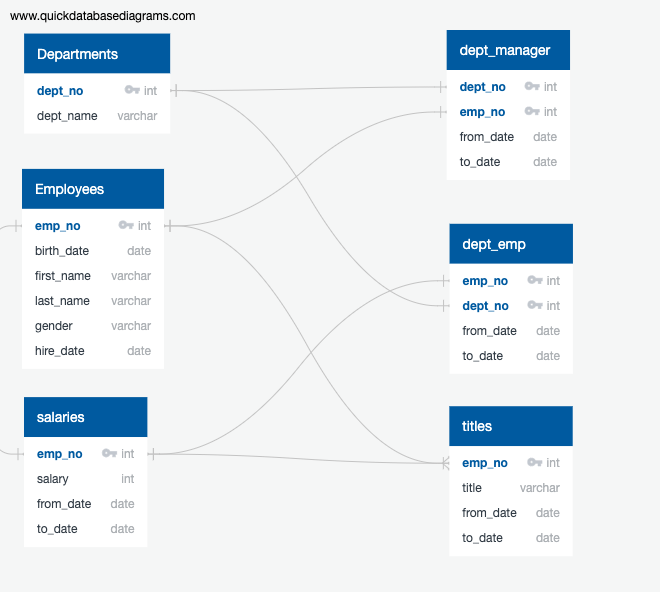 www.quickdatabasediagrams.com
Departments
dept_no int
dept_name varchar
Employees
emp_no int
birth_date date
first_name varchar
last_name varchar
gender varchar
hire_date date
salaries
emp_no int
salary int
from_date date
to_date date
dept_manager
dept_no int
emp_no int
from_date date
to_date date
dept_emp
emp_no int
dept_no int
from_date date
to_date date
titles
emp_no int
title varchar
from_date date
to_date date